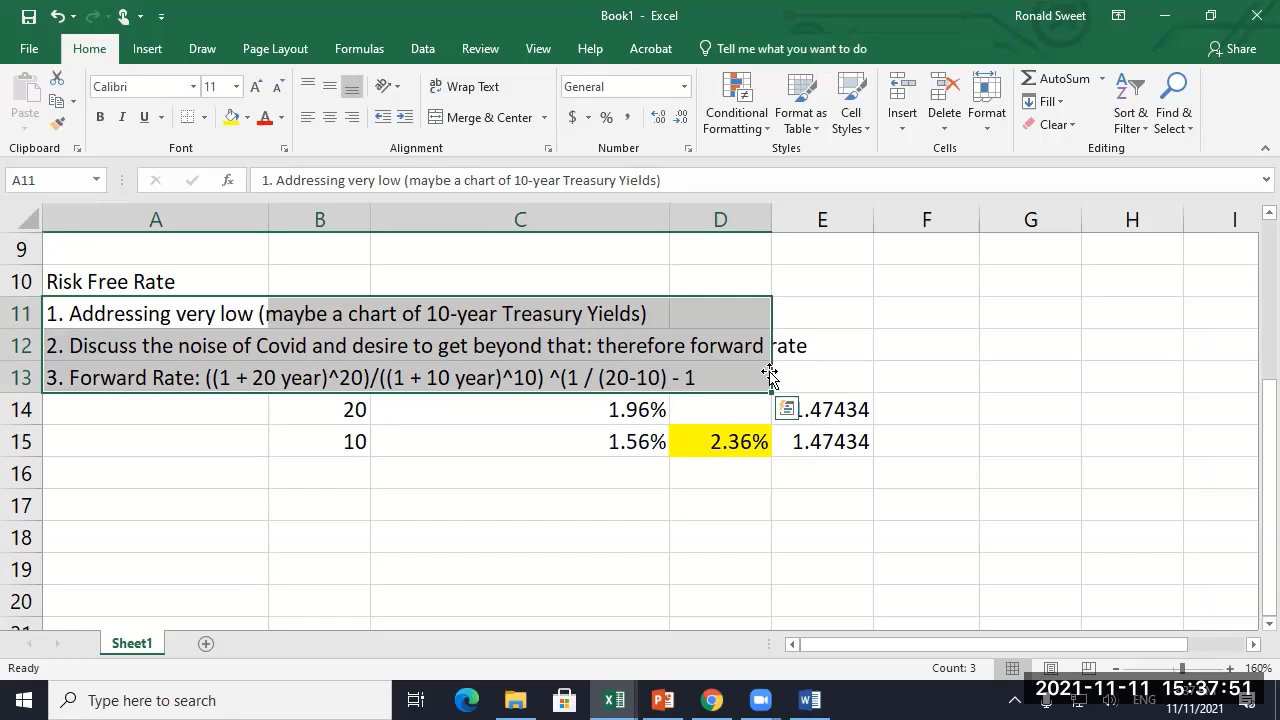 Book1 - Excel
Ronald Sweet
File Home Insert Draw Page Layout Formulas Data Review View Help Acrobat Tell me what you want to do Share
Paste
Clipboard
Calibri 11
B I U
Font
Wrap Text
Merge & Center
Alignment
General
$ % ,
Number
Conditional Formatting
Format as Table
Cell Styles
Styles
Insert Delete Format
Cells
AutoSum
Fill
Clear
Sort & Filter
Find & Select
Editing
A11 fx 1. Addressing very low (maybe a chart of 10-year Treasury Yields)
A B C D E F G H I
9
10 Risk Free Rate
11 1. Addressing very low (maybe a chart of 10-year Treasury Yields)
12 2. Discuss the noise of Covid and desire to get beyond that: therefore forward rate
13 3. Forward Rate: ((1 + 20 year)^20)/((1 + 10 year)^10) ^(1 / (20-10) - 1
14 20 1.96% 1.47434
15 10 1.56% 2.36% 1.47434
16
17
18
19
20
Sheet1
Ready Count: 3 160%
Type here to search
2021-11-11 15:37:51
ENG
11/11/2021